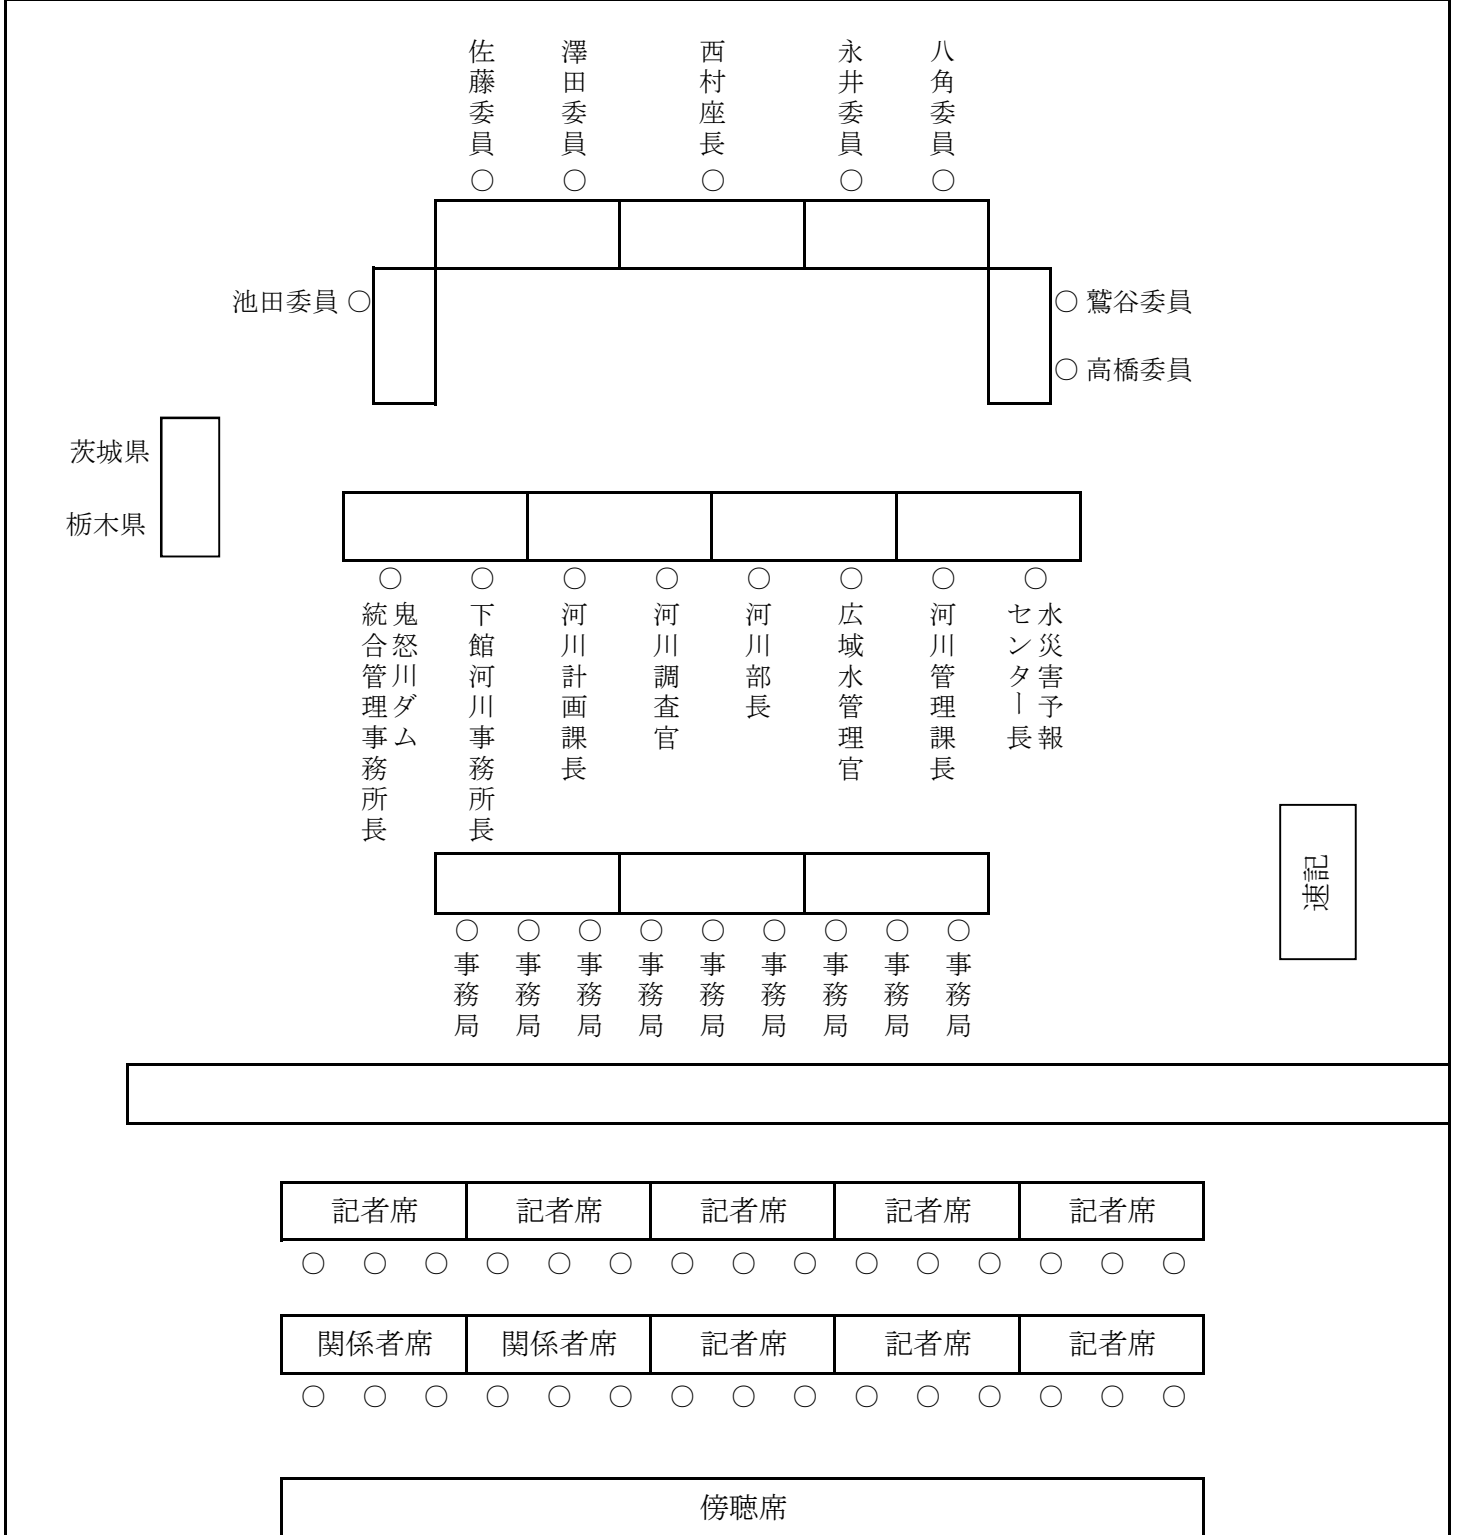 佐藤委員
澤田委員
西村座長
永井委員
八角委員
池田委員
鷲谷委員
高橋委員
茨城県
栃木県
鬼怒川ダム
統合管理事務所長
下館河川事務所長
河川計画課長
河川調査官
河川部長
広域水管理官
河川管理課長
水災害予報
センター長
速記
事務局
事務局
事務局
事務局
事務局
事務局
事務局
事務局
事務局
記者席
記者席
記者席
記者席
記者席
関係者席
関係者席
記者席
記者席
記者席
傍聴席